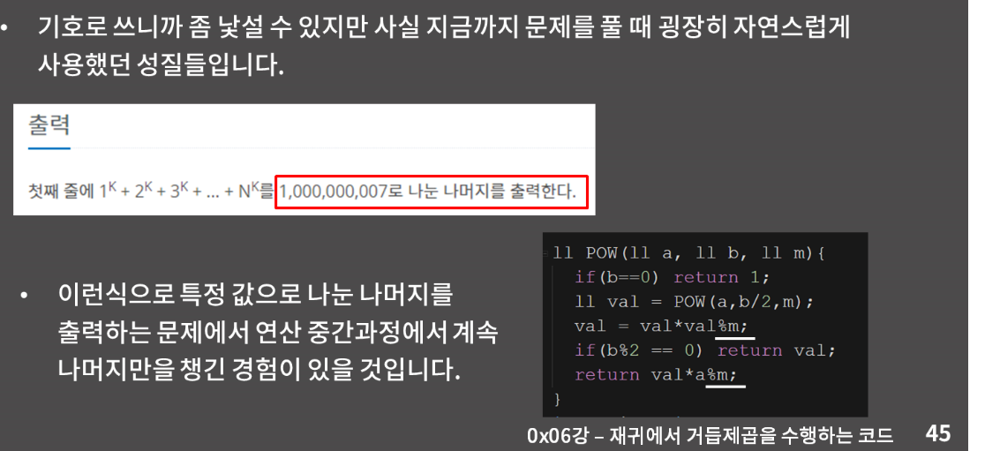 • 기호로 쓰니까 좀 낯설 수 있지만 사실 지금까지 문제를 풀 때 굉장히 자연스럽게
사용했던 성질들입니다.
출력
첫째 줄에 1^K + 2^K + 3^K + ... + N^K를 1,000,000,007로 나눈 나머지를 출력한다.
• 이런식으로 특정 값으로 나눈 나머지를
출력하는 문제에서 연산 중간과정에서 계속
나머지만을 챙긴 경험이 있을 것입니다.
ll POW(ll a, ll b, ll m){
if(b==0) return 1;
ll val = POW(a,b/2,m);
val = val*val%m;
if(b%2 == 0) return val;
return val*a%m;
}
0x06강 – 재귀에서 거듭제곱을 수행하는 코드 45